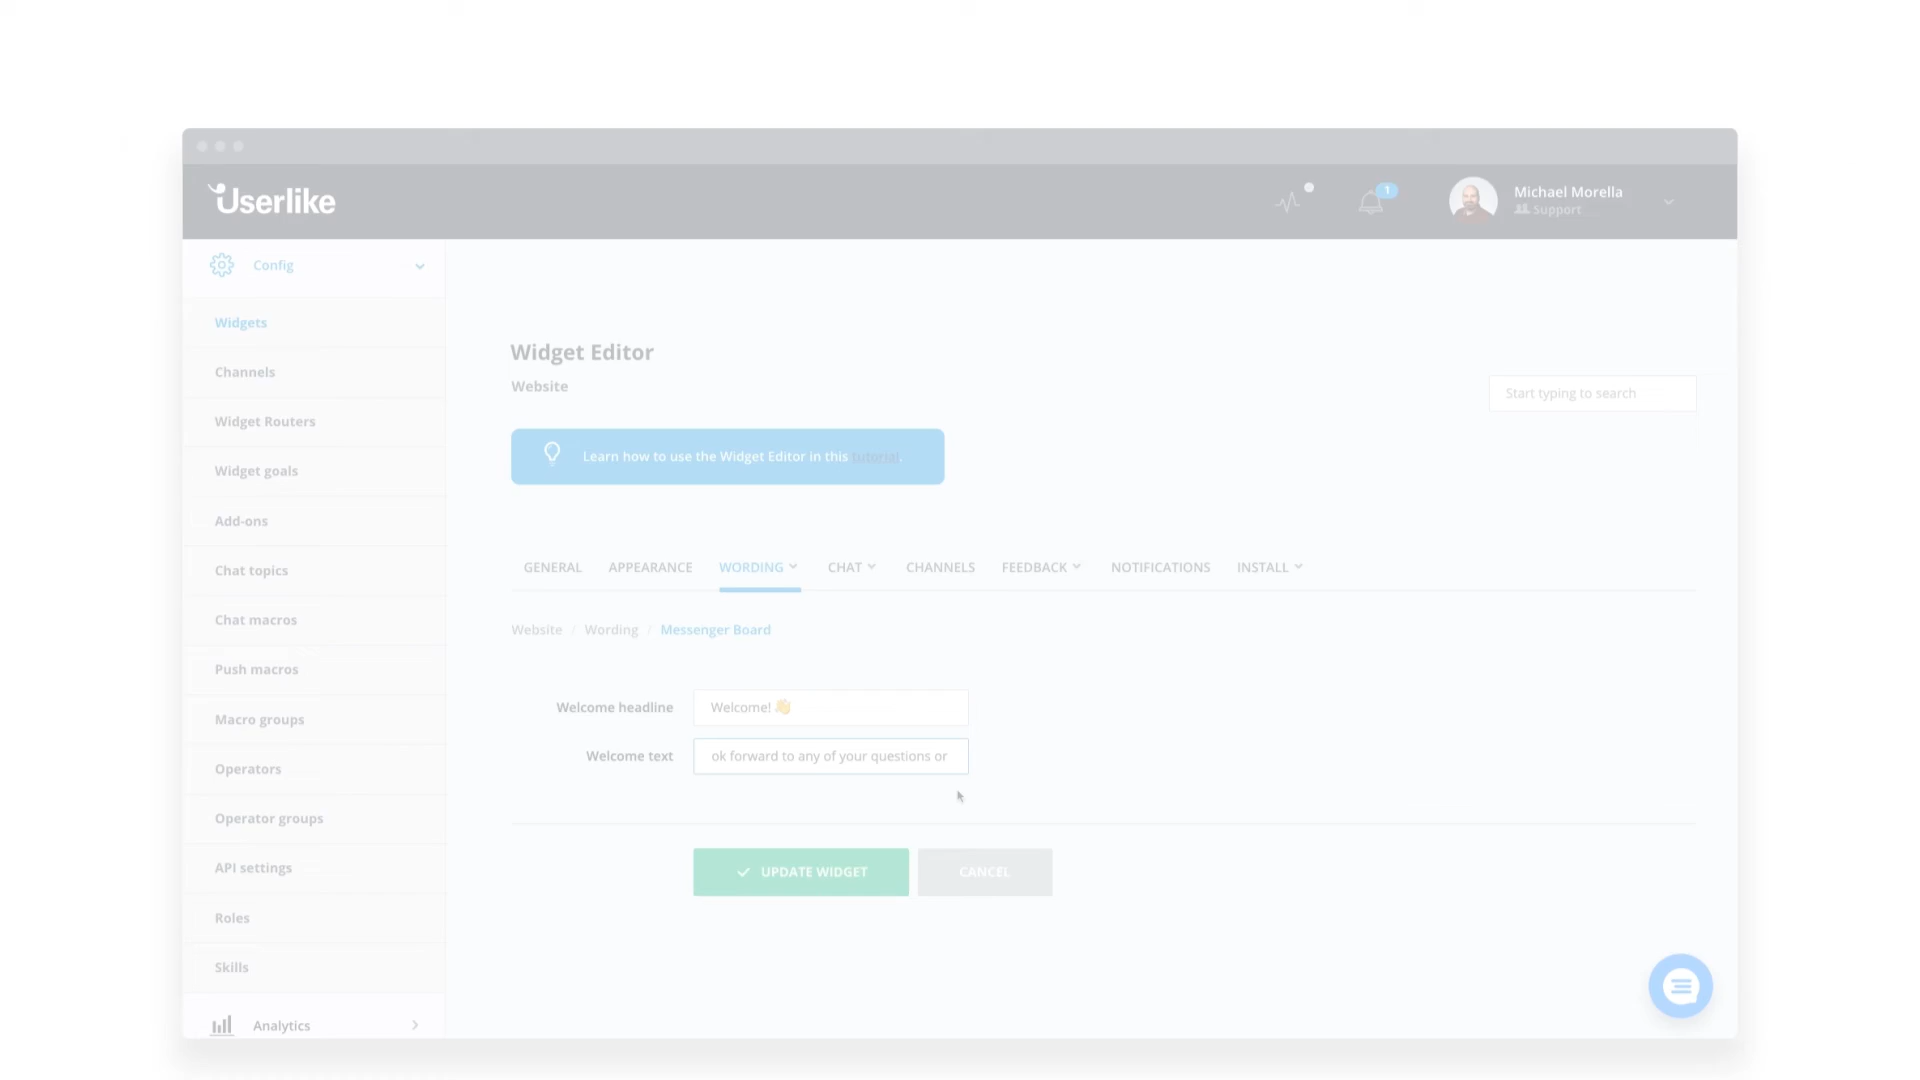 Userlike
1
Michael Morella
Support
Config
Widgets
Channels
Widget Routers
Widget goals
Add-ons
Chat topics
Chat macros
Push macros
Macro groups
Operators
Operator groups
API settings
Roles
Skills
Analytics
Widget Editor
Website
Start typing to search
Learn how to use the Widget Editor in this tutorial.
GENERAL APPEARANCE WORDING CHAT CHANNELS FEEDBACK NOTIFICATIONS INSTALL
Website / Wording / Messenger Board
Welcome headline Welcome! 👋
Welcome text ok forward to any of your questions or
UPDATE WIDGET CANCEL